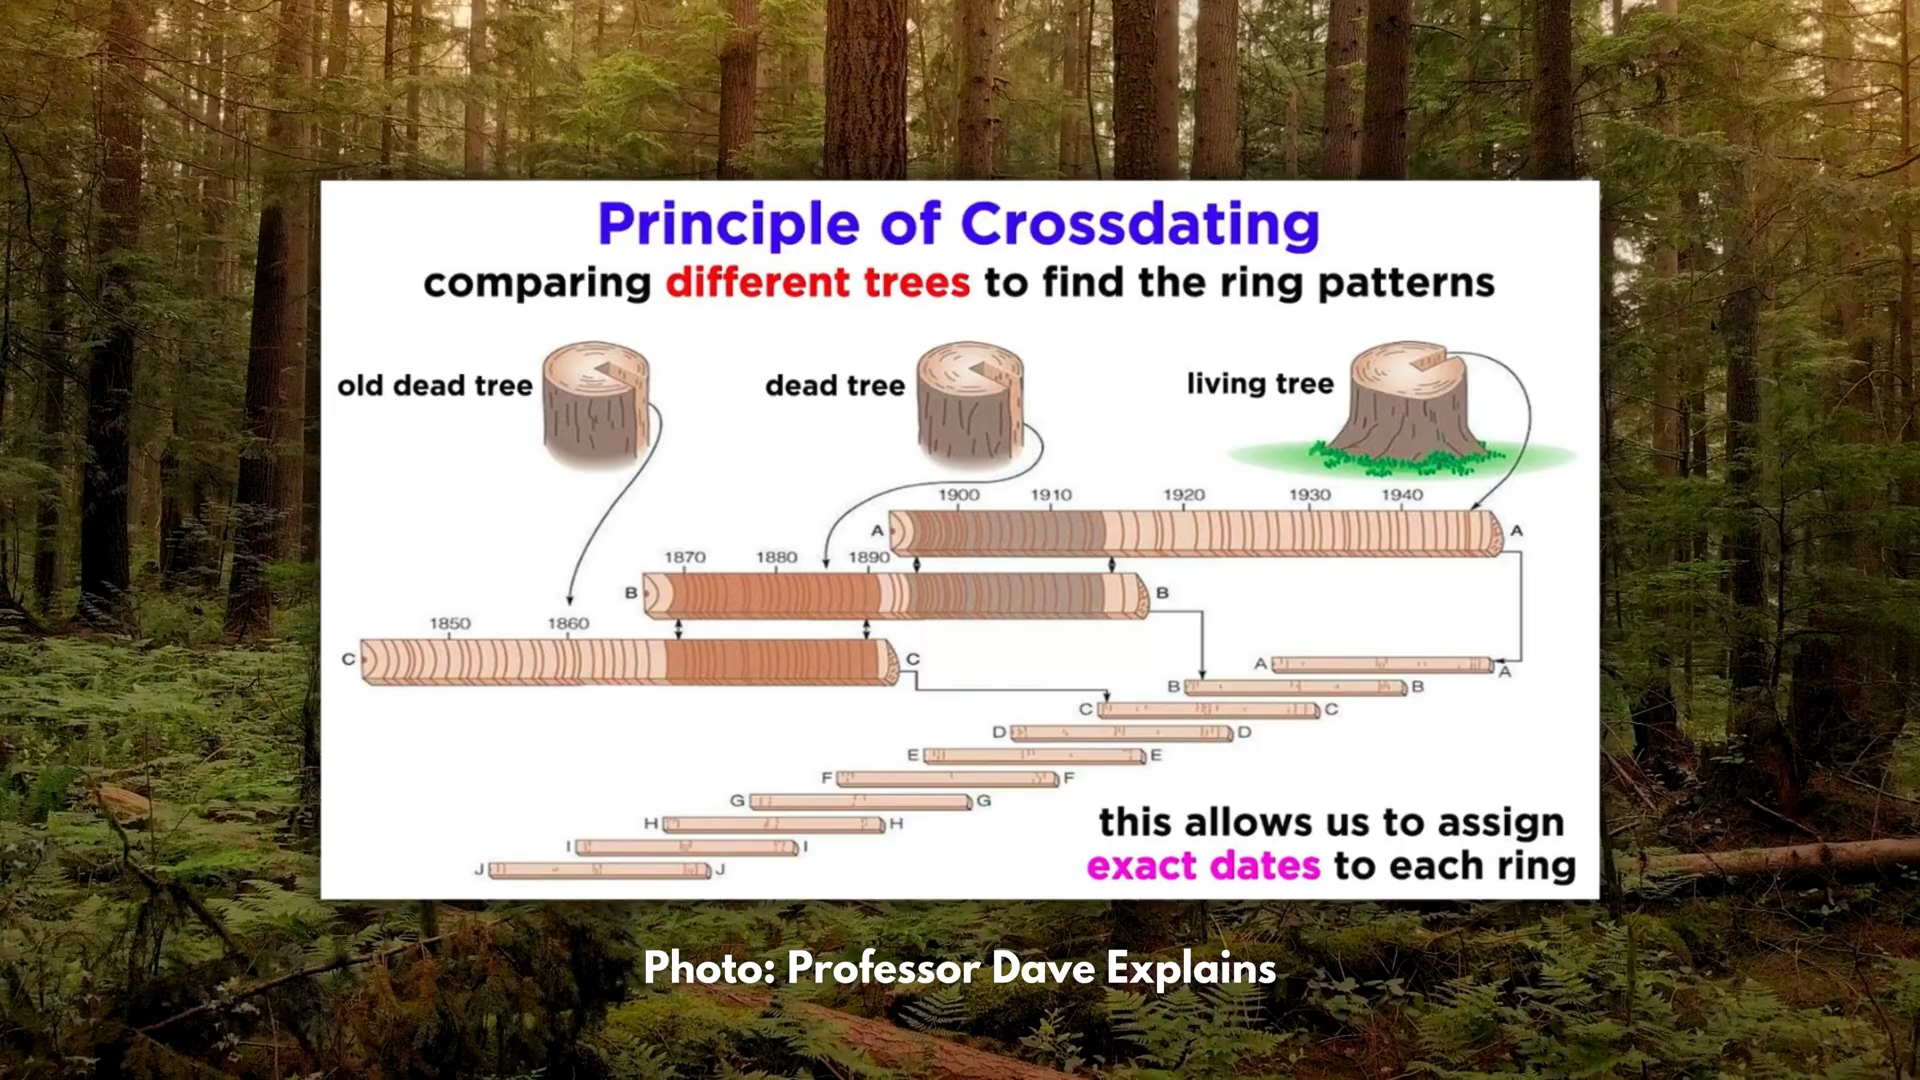 Principle of Crossdating
comparing different trees to find the ring patterns
old dead tree
dead tree
living tree
1900 1910 1920 1930 1940
A A
1870 1880 1890
B B
1850 1860
C C
A A
B B
C C
D D
E E
F F
G G
H H
I I
J J
this allows us to assign
exact dates to each ring
Photo: Professor Dave Explains